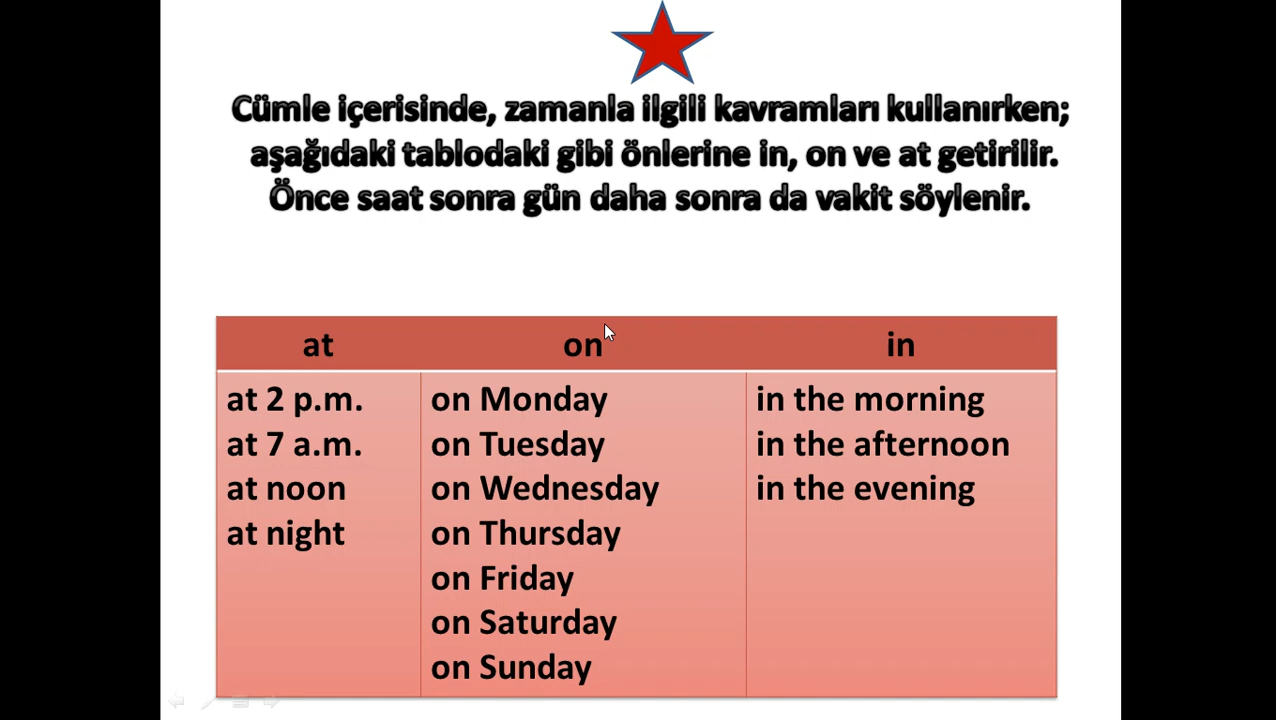 Cümle içerisinde, zamanla ilgili kavramları kullanırken;
aşağıdaki tablodaki gibi önlerine in, on ve at getirilir.
Önce saat sonra gün daha sonra da vakit söylenir.
at on in
at 2 p.m. on Monday in the morning
at 7 a.m. on Tuesday in the afternoon
at noon on Wednesday in the evening
at night on Thursday
on Friday
on Saturday
on Sunday